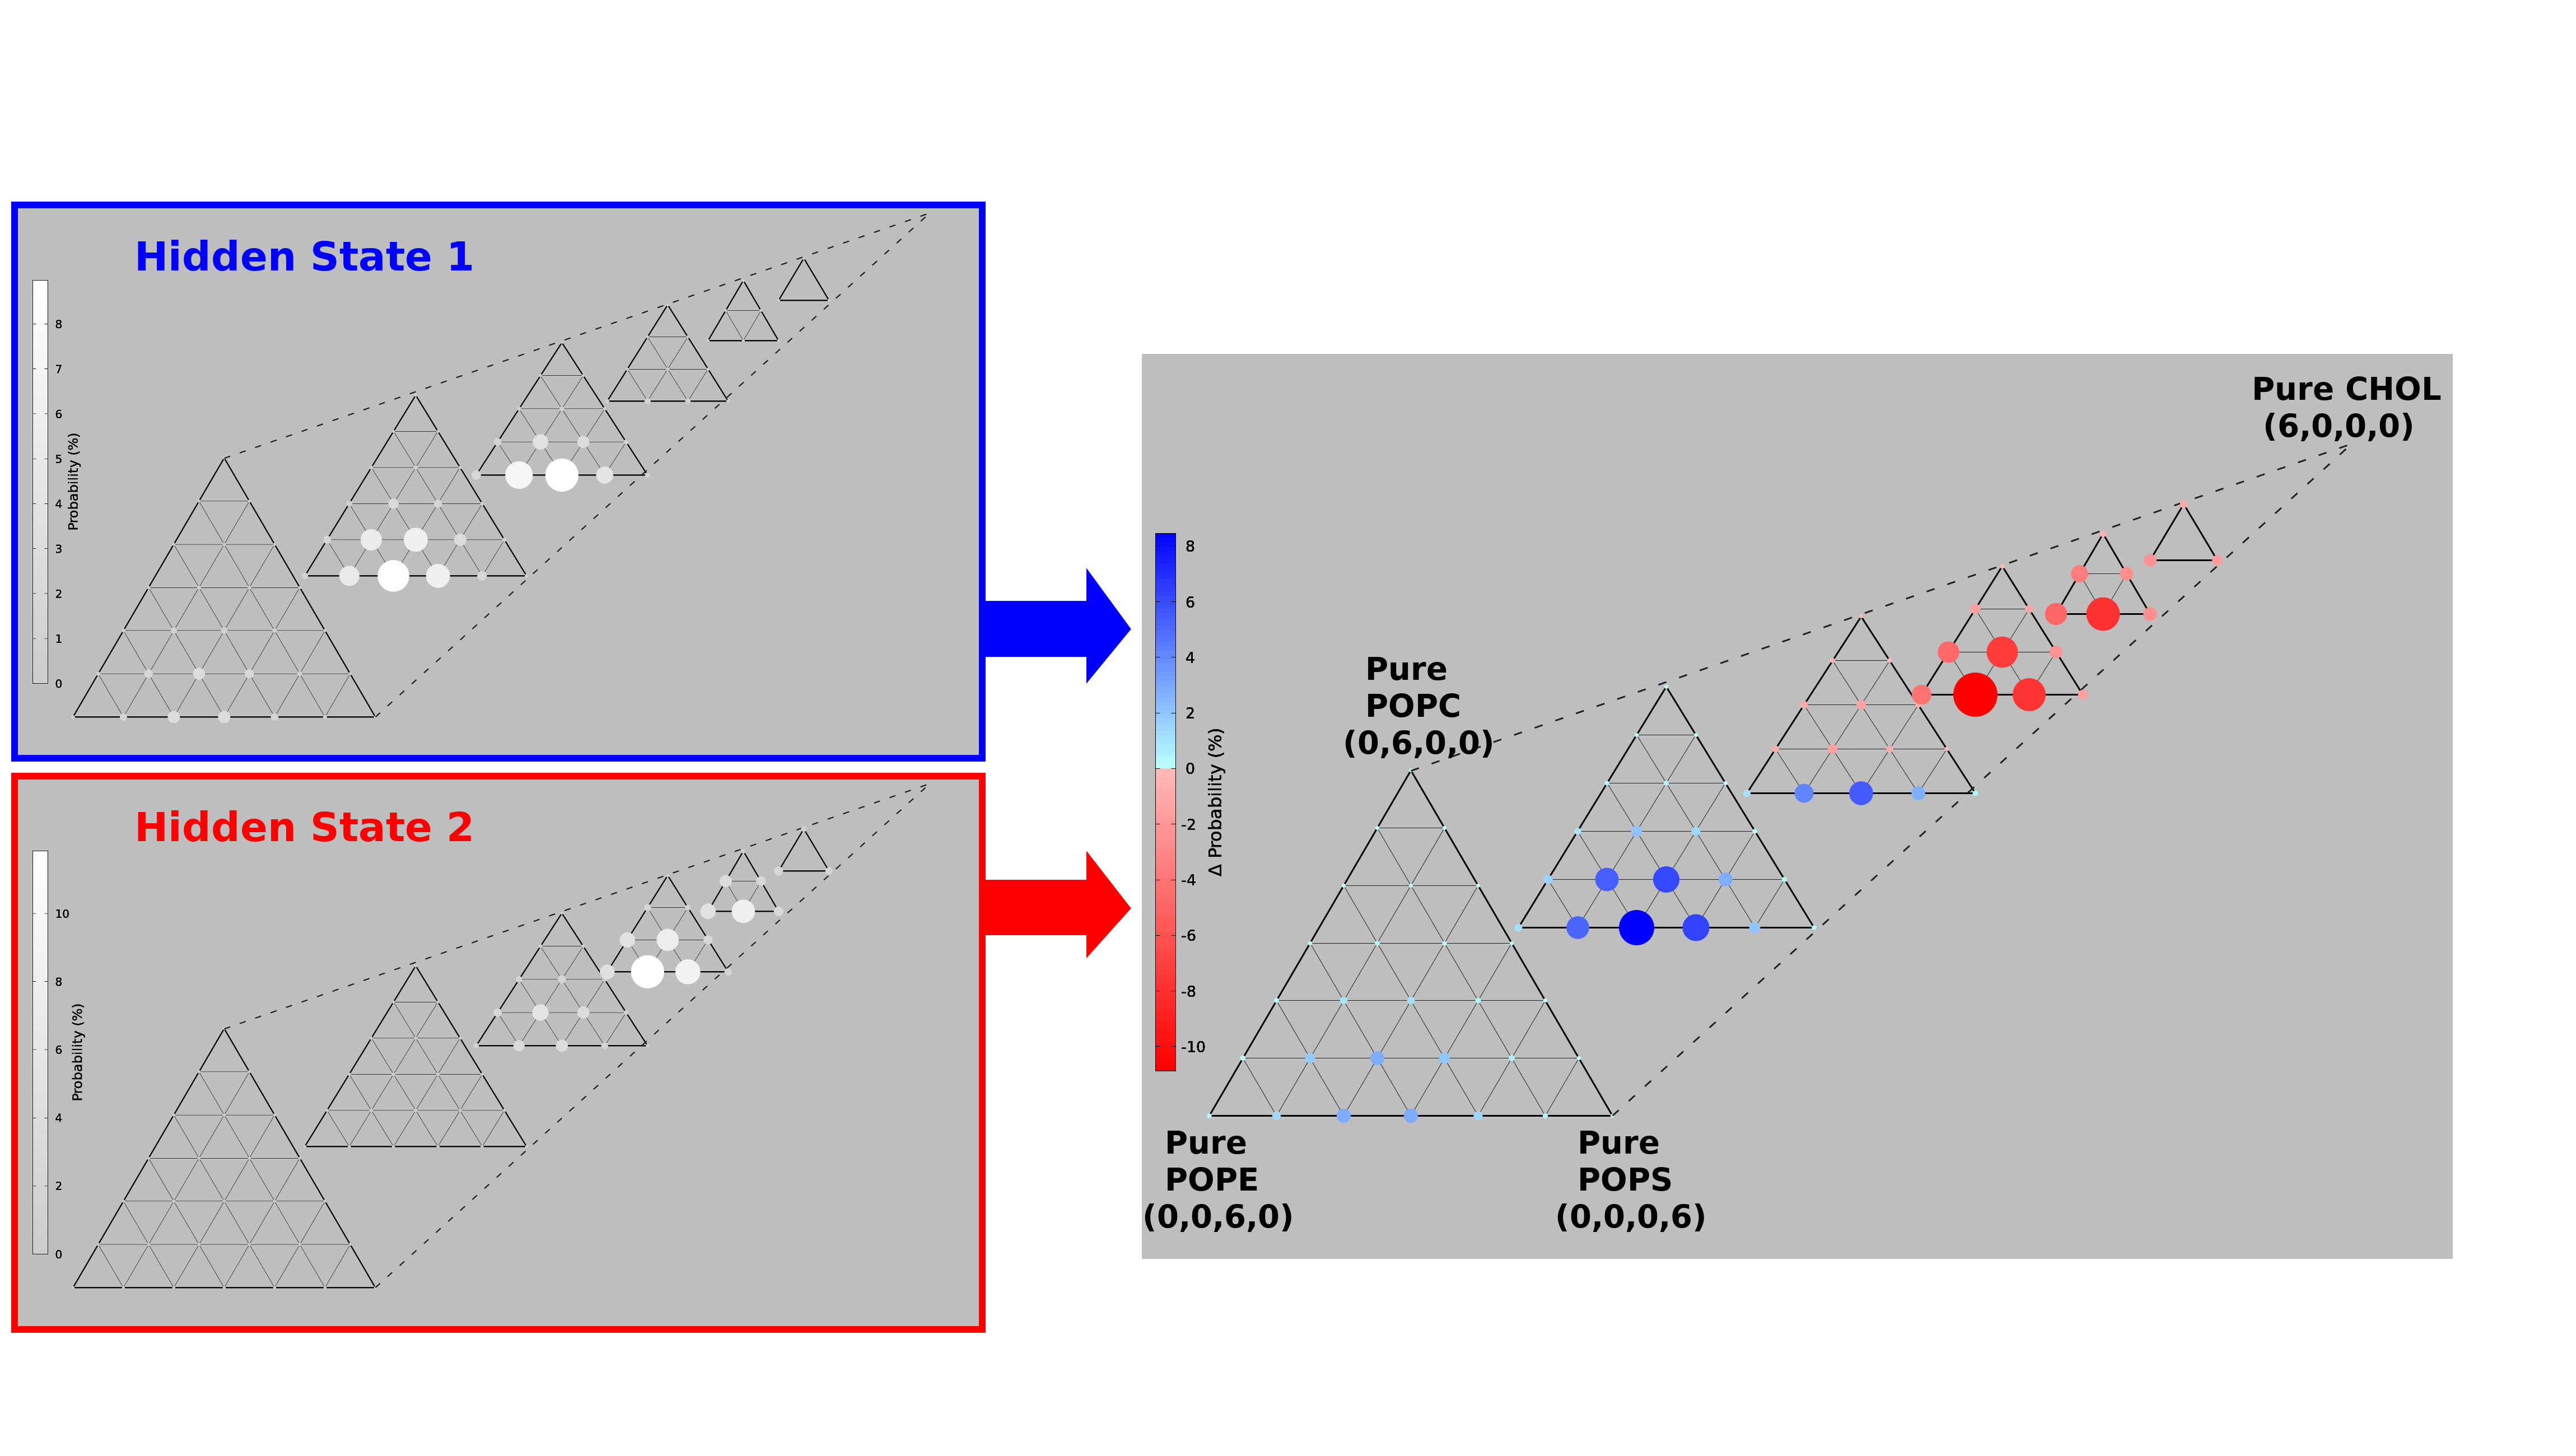 Hidden State 1
8
7
6
5
4
3
2
1
0
Probability (%)
Hidden State 2
10
8
6
4
2
0
Probability (%)
Pure CHOL
(6,0,0,0)
Pure
POPC
(0,6,0,0)
8
6
4
2
0
-2
-4
-6
-8
-10
Δ Probability (%)
Pure
POPE
(0,0,6,0)
Pure
POPS
(0,0,0,6)